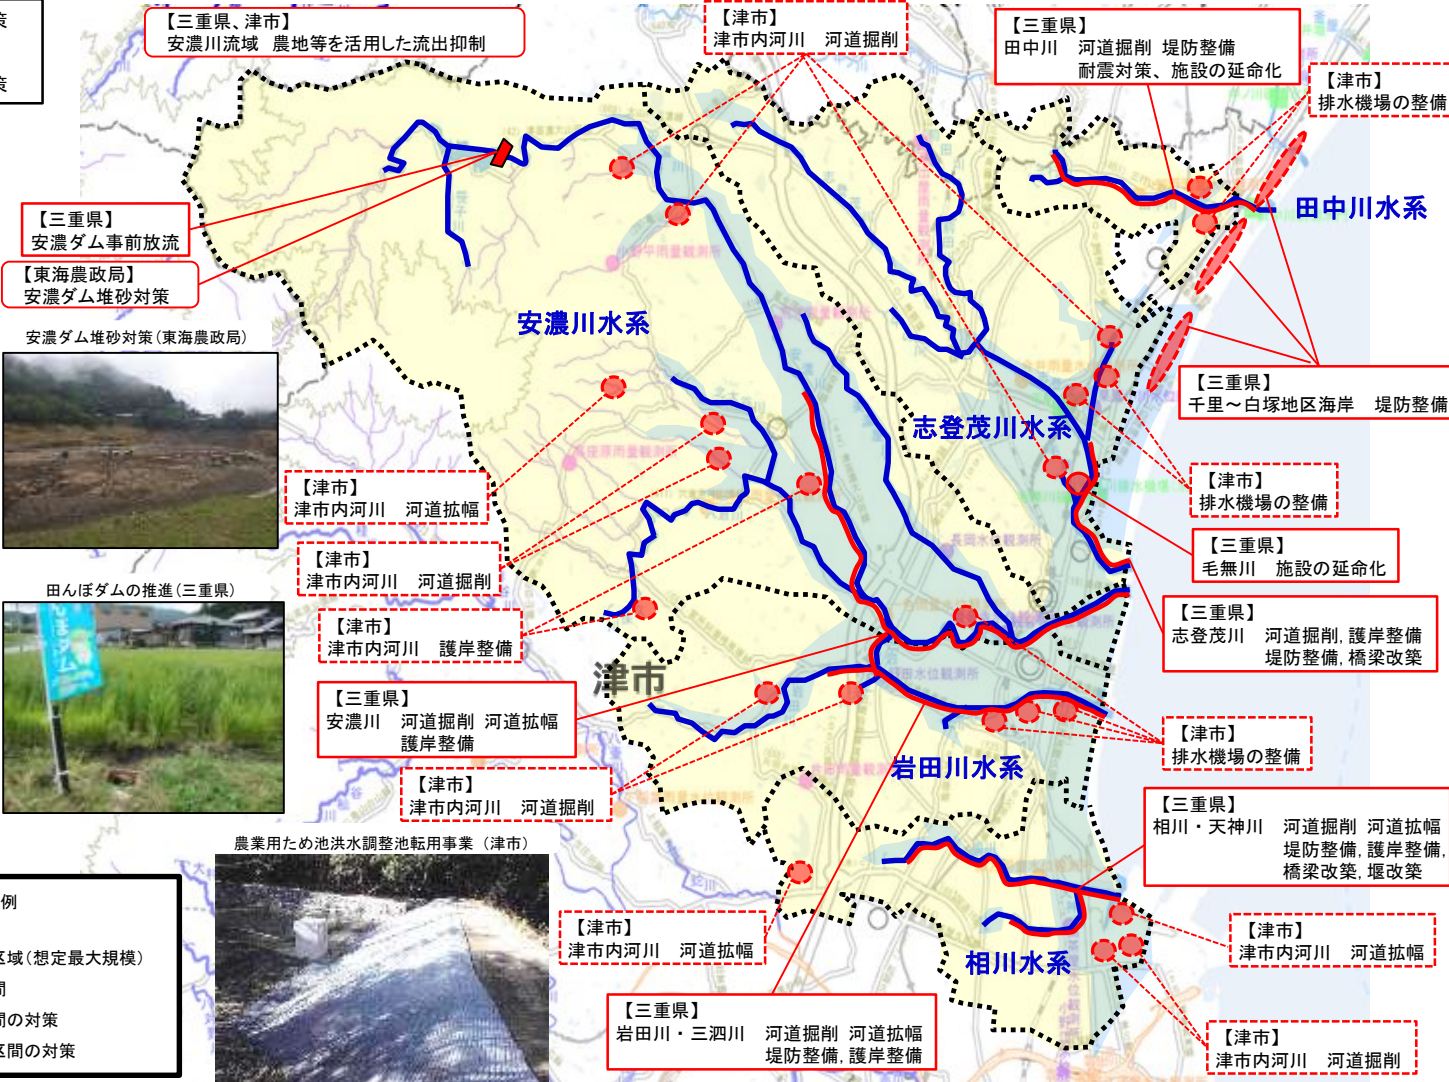 策
策
【三重県、津市】
安濃川流域 農地等を活用した流出抑制
【津市】
津市内河川 河道掘削
【三重県】
田中川 河道掘削 堤防整備
耐震対策、施設の延命化
【津市】
排水機場の整備
田中川水系
【三重県】
安濃ダム事前放流
【東海農政局】
安濃ダム堆砂対策
安濃川水系
安濃ダム堆砂対策(東海農政局)
【三重県】
千里～白塚地区海岸 堤防整備
志登茂川水系
【津市】
津市内河川 河道拡幅
【津市】
排水機場の整備
【津市】
津市内河川 河道掘削
【三重県】
毛無川 施設の延命化
田んぼダムの推進(三重県)
【津市】
津市内河川 護岸整備
【三重県】
志登茂川 河道掘削, 護岸整備
堤防整備, 橋梁改築
津市
【三重県】
安濃川 河道掘削 河道拡幅
護岸整備
【津市】
排水機場の整備
岩田川水系
【津市】
津市内河川 河道掘削
【三重県】
相川・天神川 河道掘削 河道拡幅
堤防整備, 護岸整備,
橋梁改築, 堰改築
農業用ため池洪水調整池転用事業（津市）
例
区域(想定最大規模)
間
間の対策
区間の対策
【津市】
津市内河川 河道拡幅
【津市】
津市内河川 河道拡幅
相川水系
【三重県】
岩田川・三泗川 河道掘削 河道拡幅
堤防整備, 護岸整備
【津市】
津市内河川 河道掘削